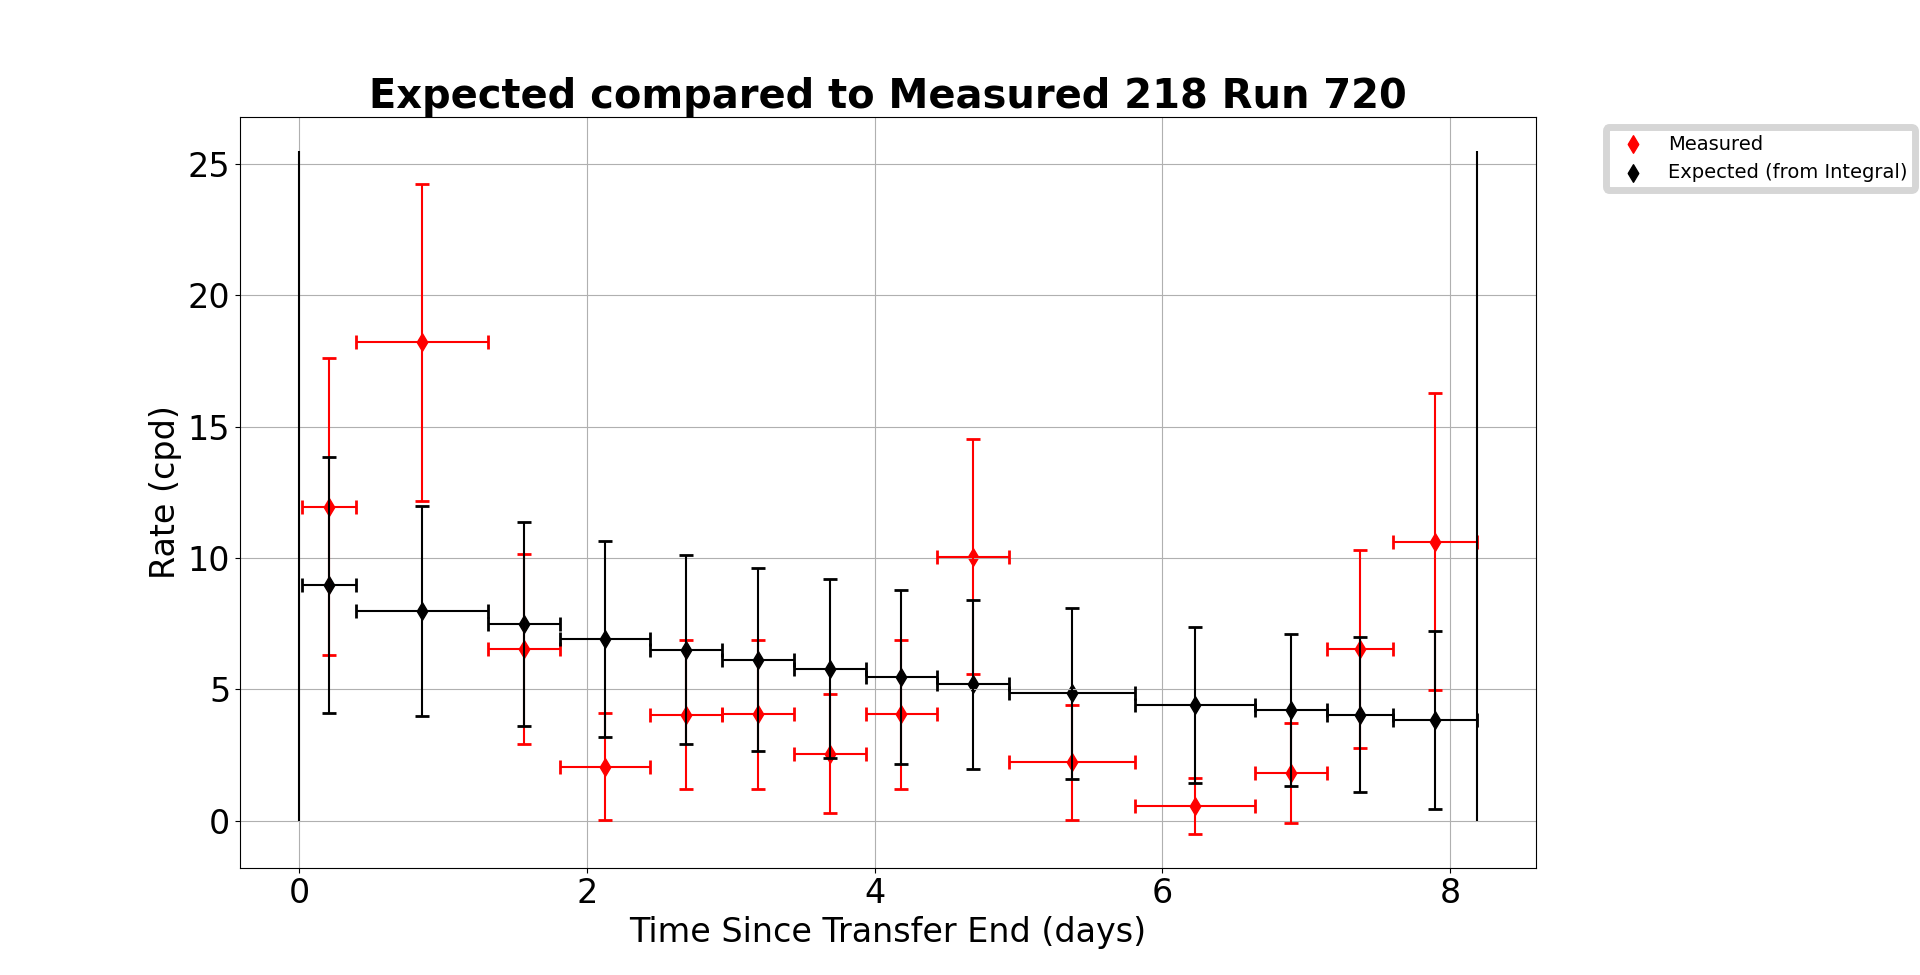 Expected compared to Measured 218 Run 720
Measured
Expected (from Integral)
Rate (cpd)
25
20
15
10
5
0
0 2 4 6 8
Time Since Transfer End (days)